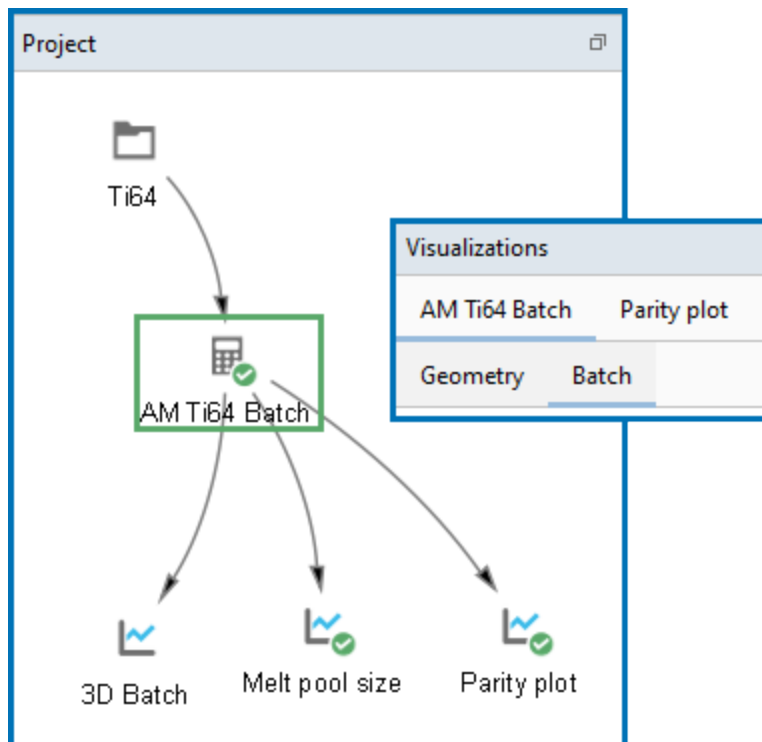 Project
Ti64
AM Ti64 Batch
3D Batch
Melt pool size
Parity plot
Visualizations
AM Ti64 Batch
Parity plot
Geometry
Batch